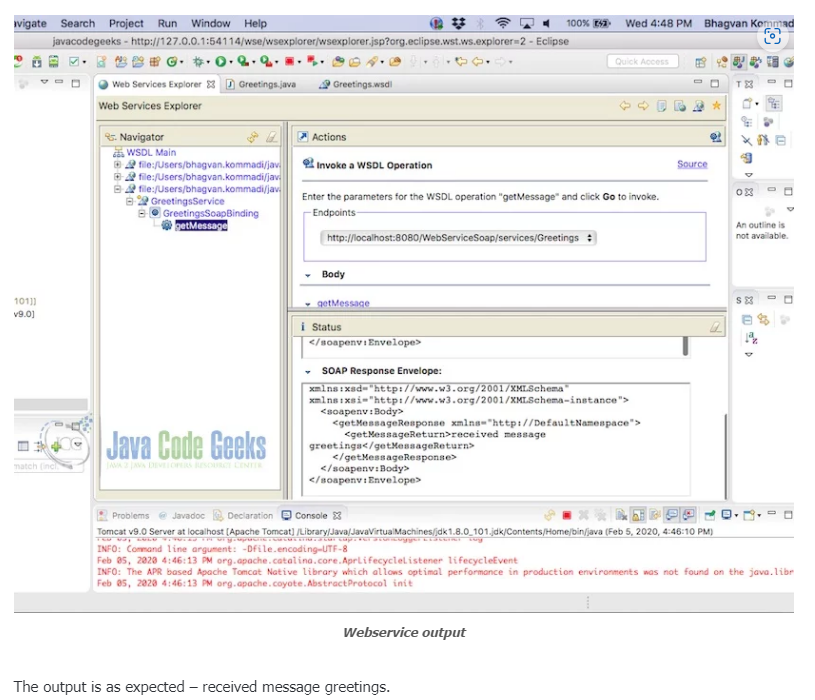 avigate Search Project Run Window Help 100% Wed 4:48 PM Bhagvan Kommad
javacodegeeks - http://127.0.0.1:54114/wse/wsexplorer/wsexplorer.jsp?org.eclipse.wst.ws.explorer=2 - Eclipse
Quick Access
Web Services Explorer Greetings.java Greetings.wsdl
Web Services Explorer
Navigator
WSDL Main
file:/Users/bhagvan.kommadi/jav
file:/Users/bhagvan.kommadi/jav
file:/Users/bhagvan.kommadi/jav
GreetingsService
GreetingsSoapBinding
getMessage
Actions
Invoke a WSDL Operation Source
Enter the parameters for the WSDL operation "getMessage" and click Go to invoke.
Endpoints
http://localhost:8080/WebServiceSoap/services/Greetings
Body
getMessage
Status
</soapenv:Envelope>
SOAP Response Envelope:
xmlns:xsd="http://www.w3.org/2001/XMLSchema"
xmlns:xsi="http://www.w3.org/2001/XMLSchema-instance">
<soapenv:Body>
<getMessageResponse xmlns="http://DefaultNamespace">
<getMessageReturn>received message
greetings</getMessageReturn>
</getMessageResponse>
</soapenv:Body>
</soapenv:Envelope>
T
O
An outline is
not available.
S
101)]
v9.0]
match (incl.
Java Code Geeks
JAVA 2 JAVA DEVELOPERS RESOURCE CENTER
Problems Javadoc Declaration Console
Tomcat v9.0 Server at localhost [Apache Tomcat] /Library/Java/JavaVirtualMachines/jdk1.8.0_101.jdk/Contents/Home/bin/java (Feb 5, 2020, 4:46:10 PM)
INFO: Command line argument: -Dfile.encoding=UTF-8
Feb 05, 2020 4:46:13 PM org.apache.catalina.core.AprLifecycleListener lifecycleEvent
INFO: The APR based Apache Tomcat Native library which allows optimal performance in production environments was not found on the java.libr
Feb 05, 2020 4:46:13 PM org.apache.coyote.AbstractProtocol init
Webservice output
The output is as expected – received message greetings.